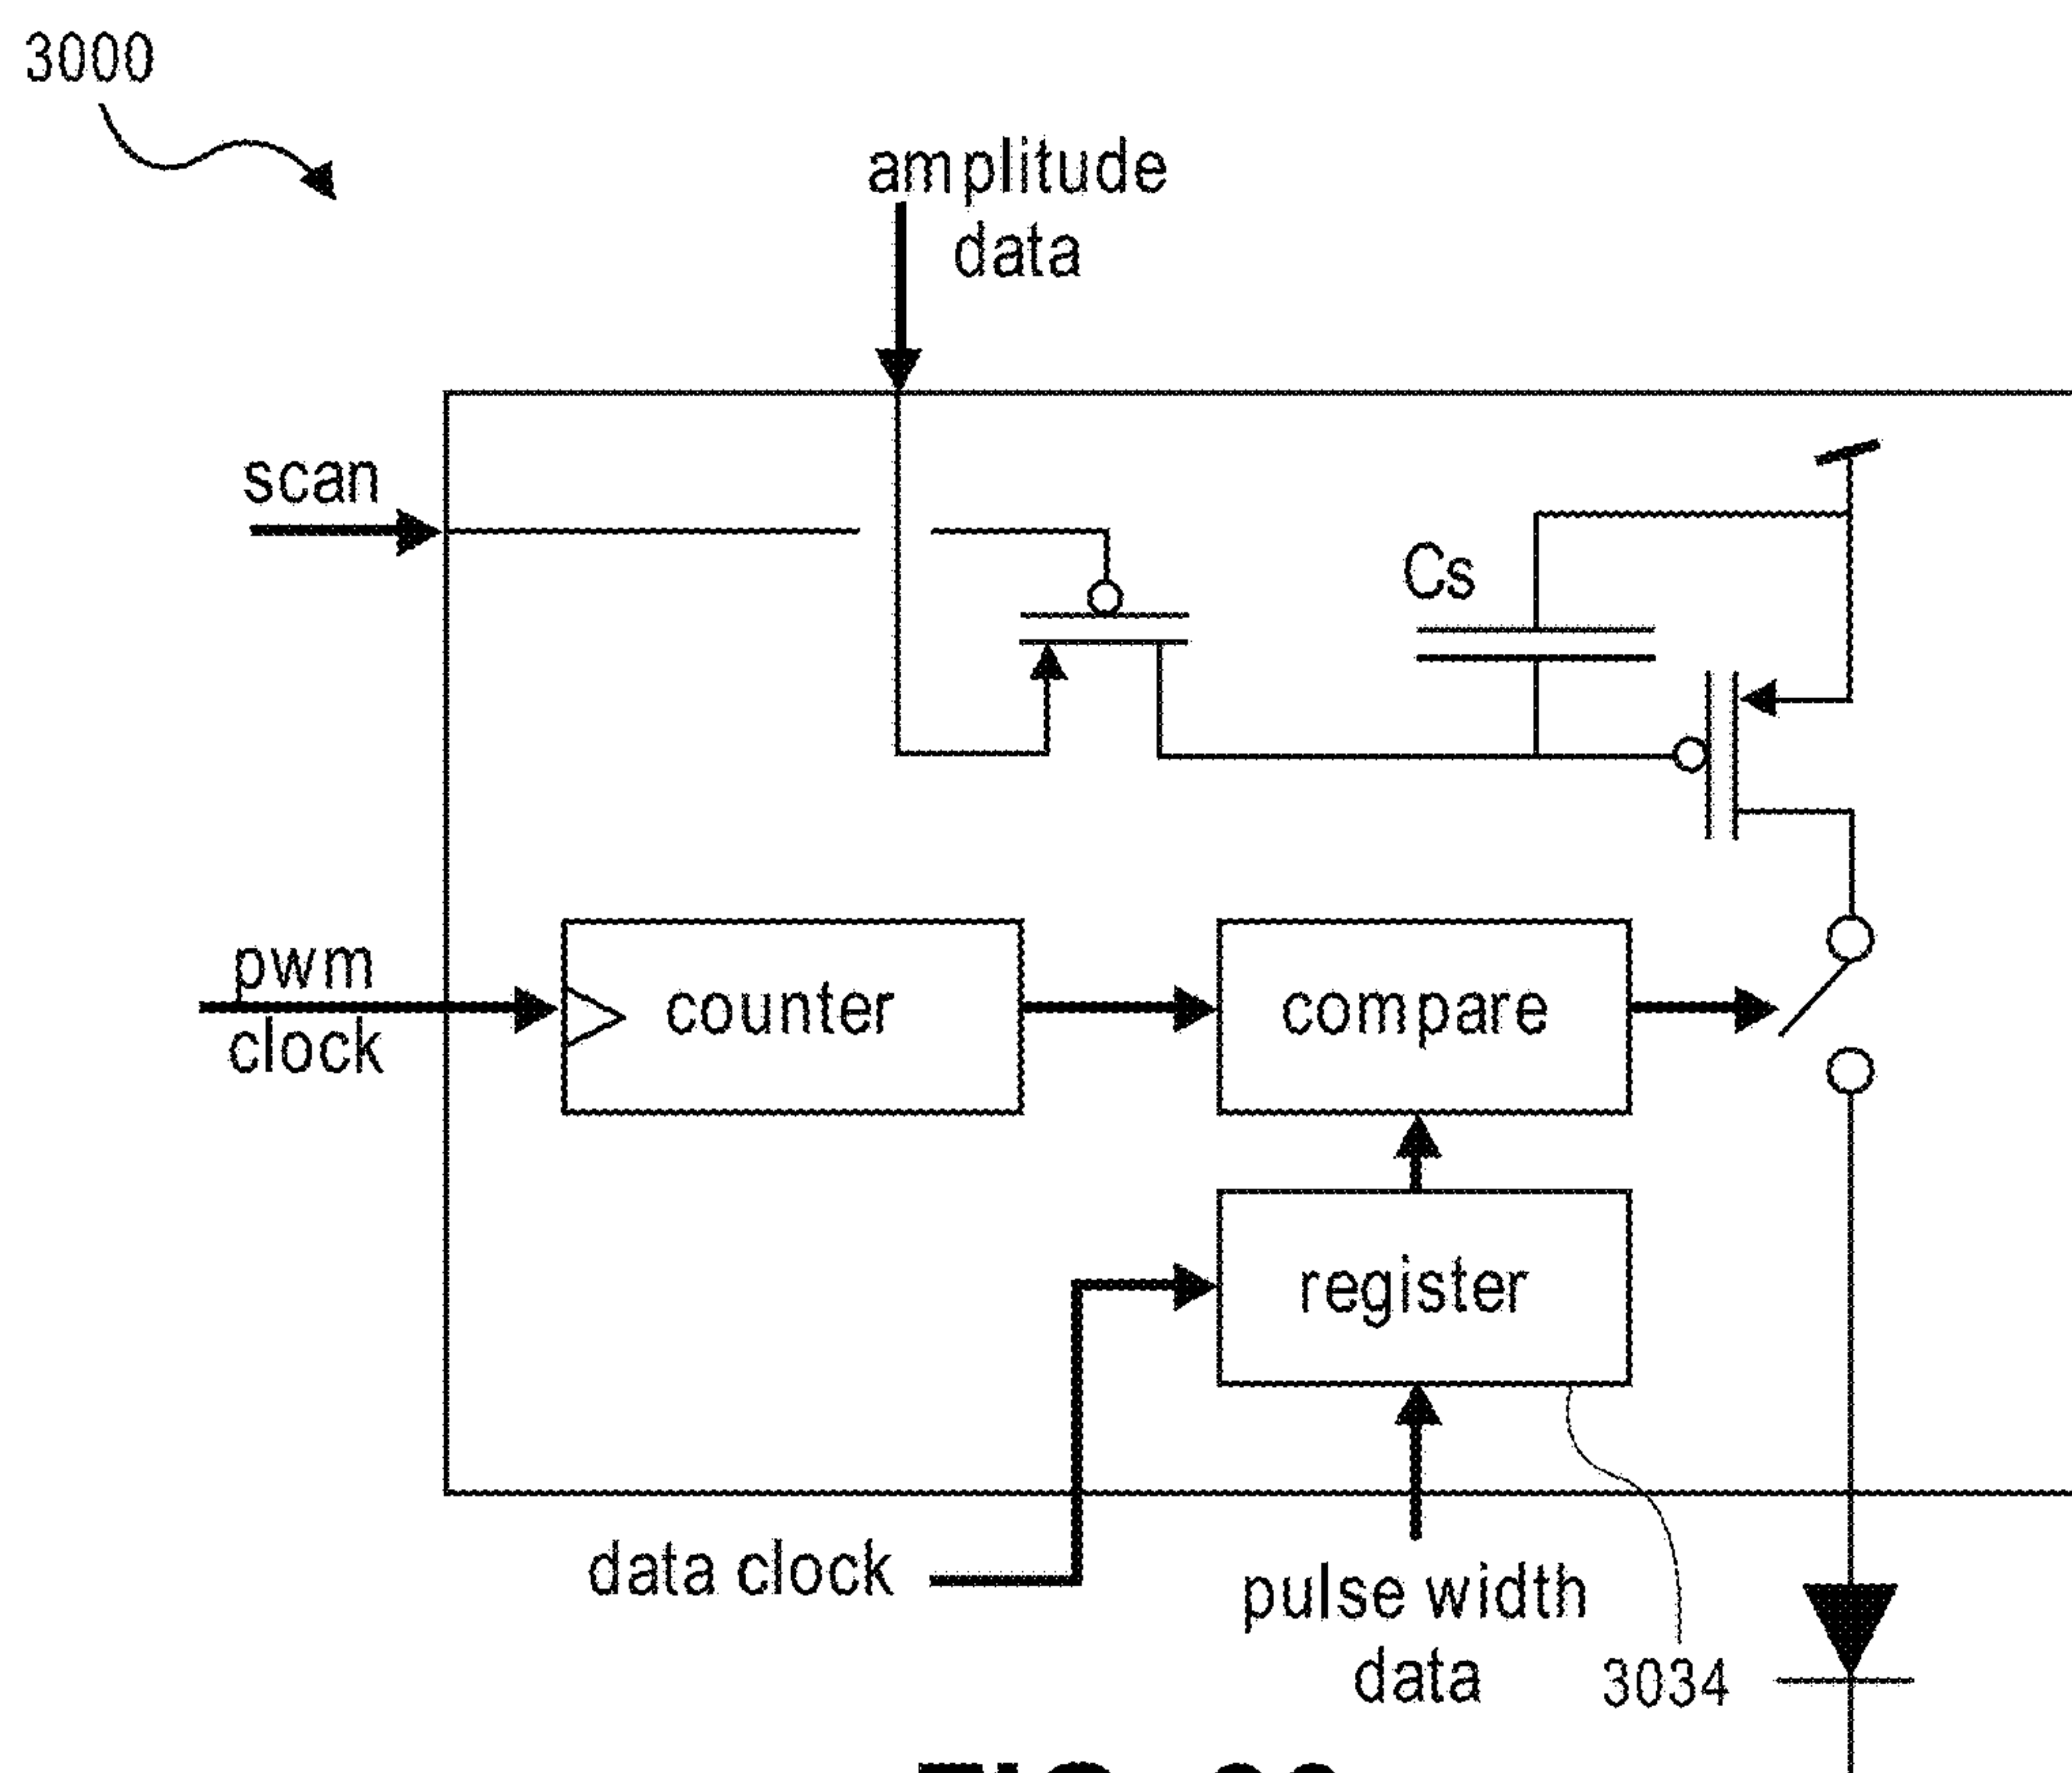 3000
amplitude
data
scan
Cs
pwm
clock
counter
compare
register
data clock
pulse width
data
3034